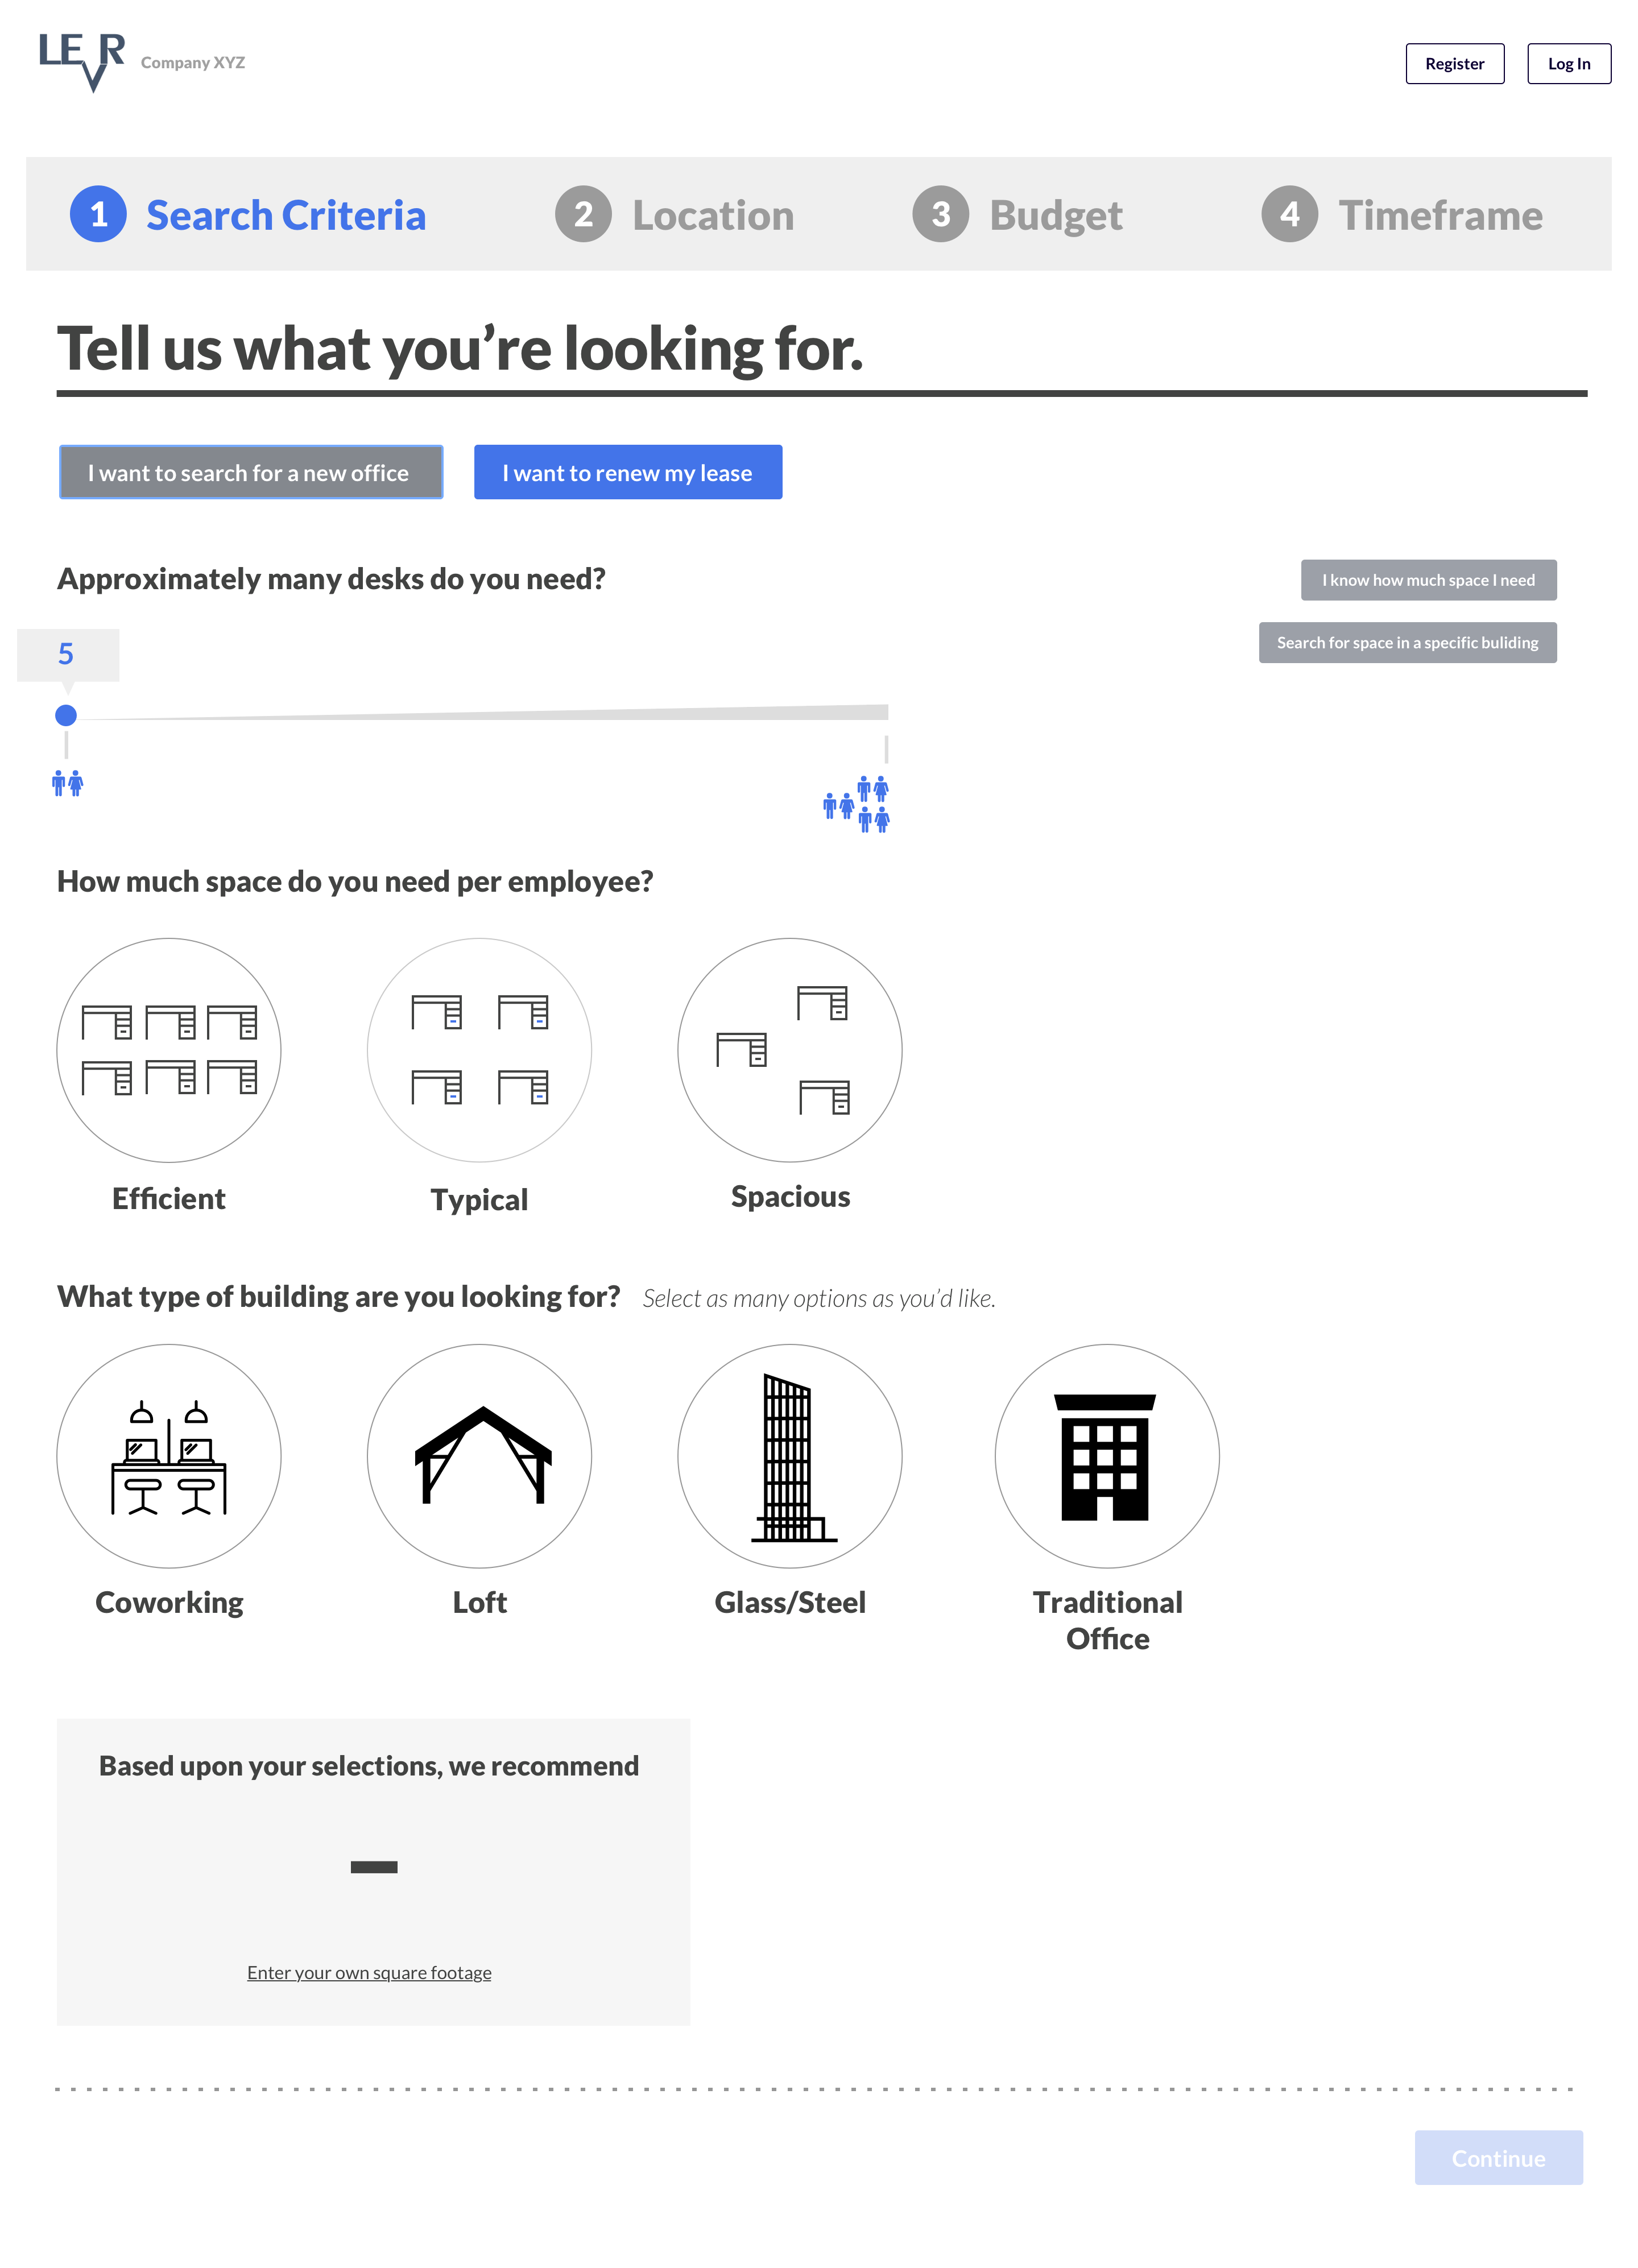 LEVR
Company XYZ
Register
Log In
1 Search Criteria
2 Location
3 Budget
4 Timeframe
Tell us what you’re looking for.
I want to search for a new office
I want to renew my lease
Approximately many desks do you need?
I know how much space I need
Search for space in a specific buliding
5
How much space do you need per employee?
Efficient
Typical
Spacious
What type of building are you looking for? Select as many options as you’d like.
Coworking
Loft
Glass/Steel
Traditional
Office
Based upon your selections, we recommend
–
Enter your own square footage
Continue